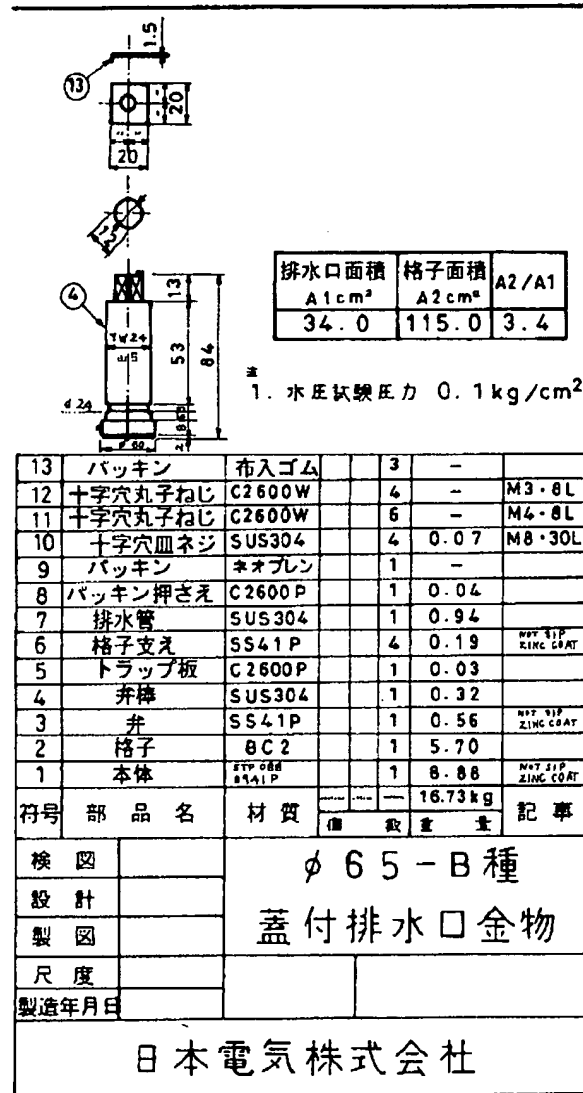 1.5
13
20
20
12
4
13
TW24
53
84
d 24
φ 60
排水口面積 A1cm² 格子面積 A2cm² A2/A1
34.0 115.0 3.4
注
1. 水圧試験圧力 0.1kg/cm²
13 パッキン 布入ゴム 3 −
12 十字穴丸子ねじ C2600W 4 − M3・8L
11 十字穴丸子ねじ C2600W 6 − M4・8L
10 十字穴皿ネジ SUS304 4 0.07 M8・30L
9 パッキン ネオプレン 1 −
8 パッキン押さえ C2600P 1 0.04
7 排水管 SUS304 1 0.94
6 格子支え SS41P 4 0.19 ZINC COAT
5 トラップ板 C2600P 1 0.03
4 弁棒 SUS304 1 0.32
3 弁 SS41P 1 0.56 ZINC COAT
2 格子 BC2 1 5.70
1 本体 1 8.88 ZINC COAT
16.73kg
符号 部品名 材質 個数 重量 記事
検図
設計
製図
尺度
製造年月日
φ65−B種
蓋付排水口金物
日本電気株式会社